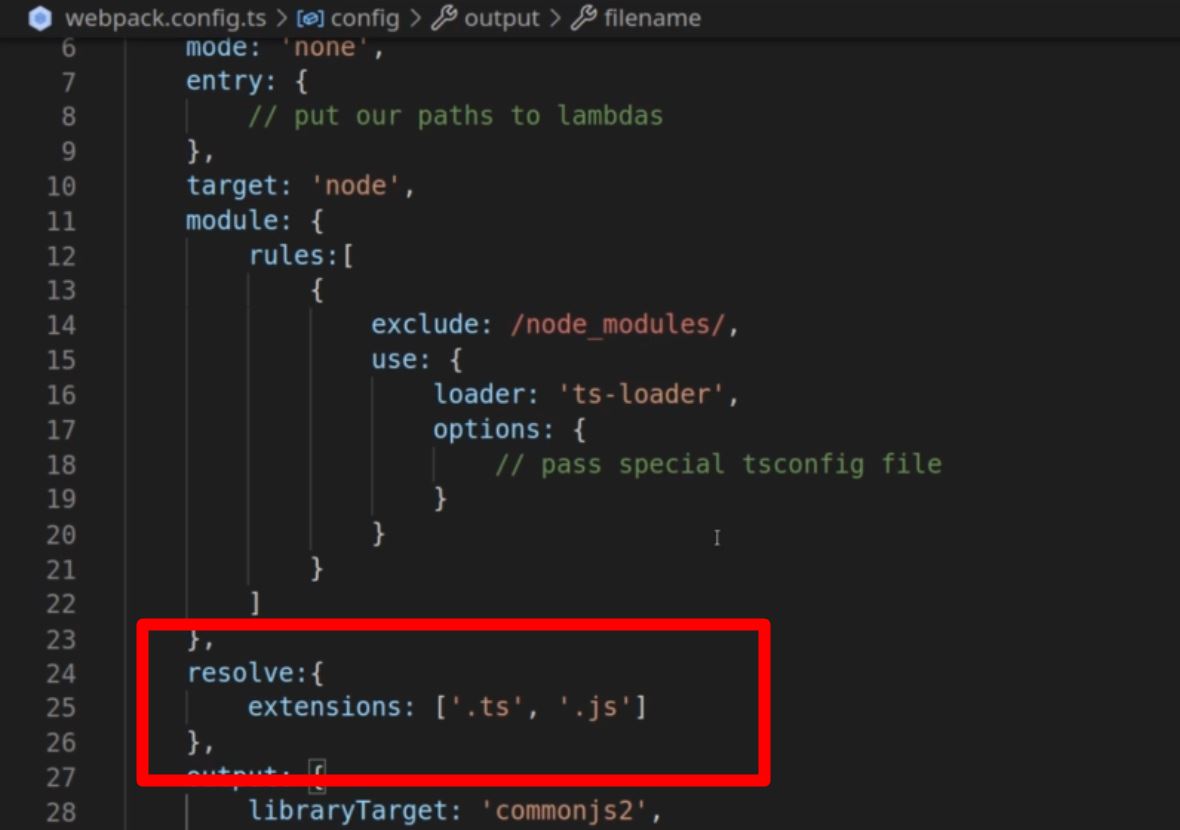 webpack.config.ts > config > output > filename
6 mode: 'none',
7 entry: {
8 // put our paths to lambdas
9 },
10 target: 'node',
11 module: {
12 rules:[
13 {
14 exclude: /node_modules/,
15 use: {
16 loader: 'ts-loader',
17 options: {
18 // pass special tsconfig file
19 }
20 }
21 }
22 ]
23 },
24 resolve:{
25 extensions: ['.ts', '.js']
26 },
27 output: {
28 libraryTarget: 'commonjs2',